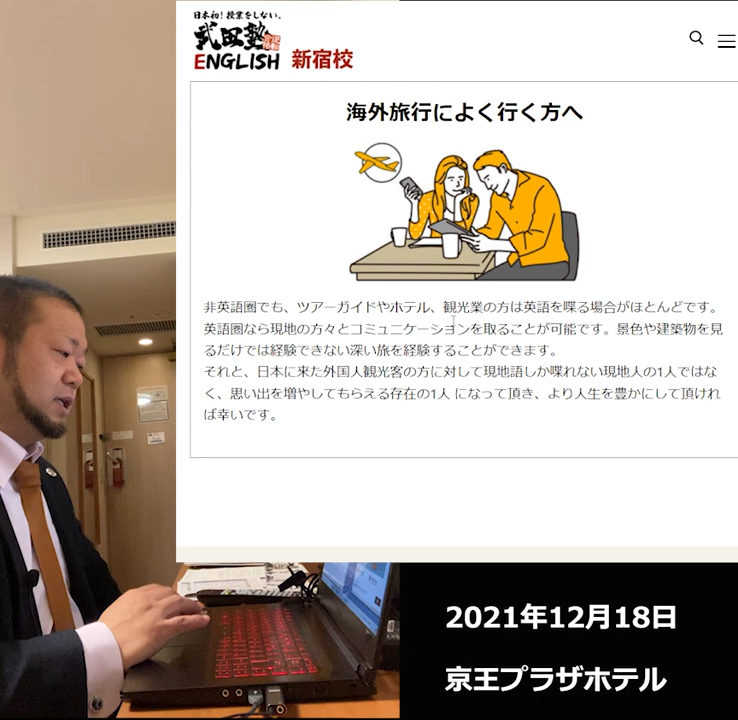 日本初！授業をしない。
武田塾
ENGLISH 新宿校
海外旅行によく行く方へ
非英語圏でも、ツアーガイドやホテル、観光業の方は英語を喋る場合がほとんどです。
英語圏なら現地の方々とコミュニケーションを取ることが可能です。景色や建築物を見
るだけでは経験できない深い旅を経験することができます。
それと、日本に来た外国人観光客の方に対して現地語しか喋れない現地人の1人ではな
く、思い出を増やしてもらえる存在の1人 になって頂き、より人生を豊かにして頂けれ
ば幸いです。
2021年12月18日
京王プラザホテル